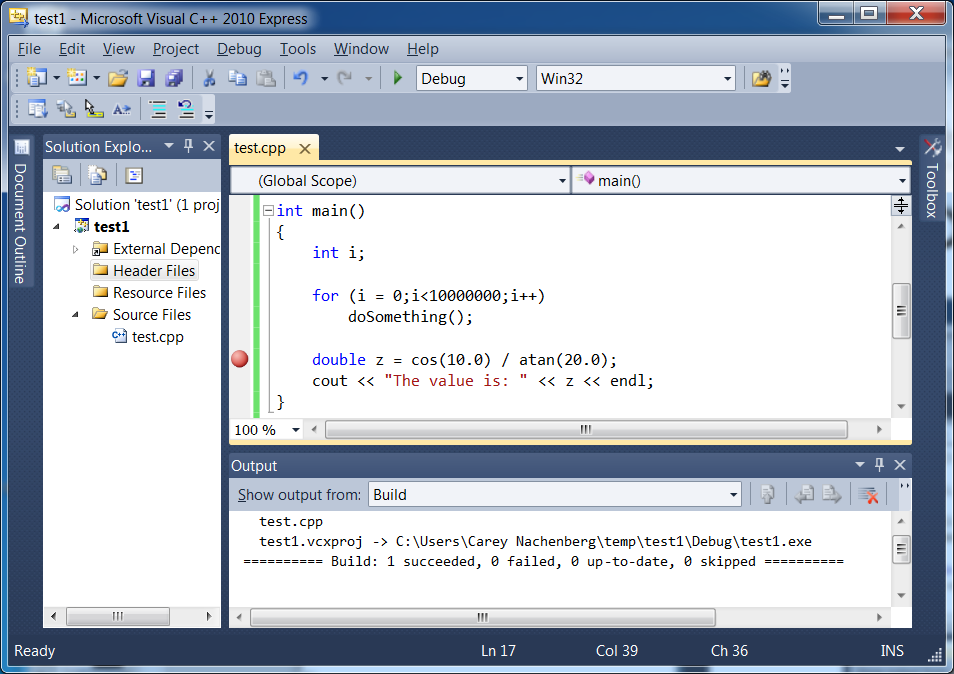 test1 - Microsoft Visual C++ 2010 Express
File Edit View Project Debug Tools Window Help
Debug Win32
Document Outline
Solution Explo...
Solution 'test1' (1 proj
test1
External Depenc
Header Files
Resource Files
Source Files
test.cpp
test.cpp
(Global Scope) main()
int main()
{
int i;
for (i = 0;i<10000000;i++)
doSomething();
double z = cos(10.0) / atan(20.0);
cout << "The value is: " << z << endl;
}
100 %
Toolbox
Output
Show output from: Build
test.cpp
test1.vcxproj -> C:\Users\Carey Nachenberg\temp\test1\Debug\test1.exe
========== Build: 1 succeeded, 0 failed, 0 up-to-date, 0 skipped ==========
Ready Ln 17 Col 39 Ch 36 INS